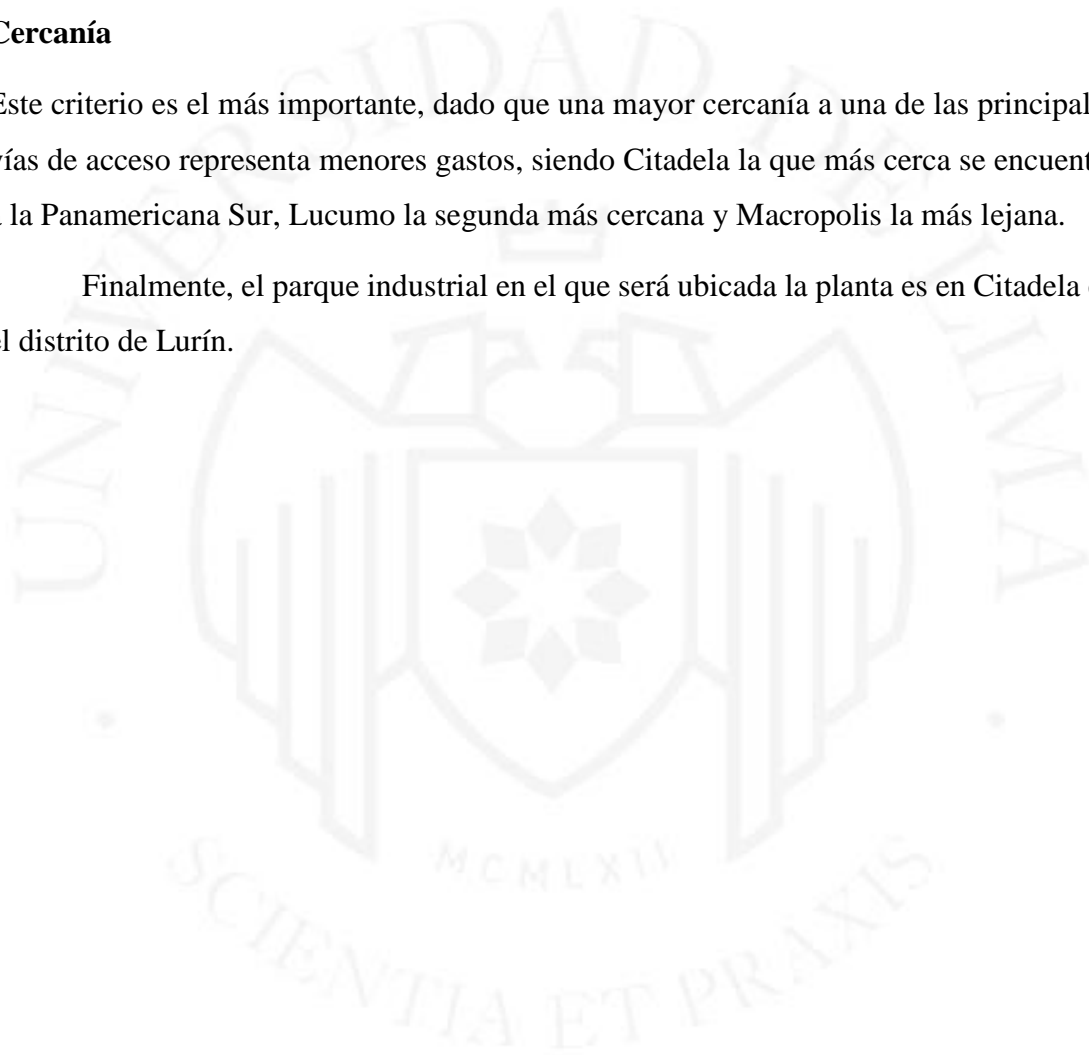 Cercanía
Este criterio es el más importante, dado que una mayor cercanía a una de las principal
vías de acceso representa menores gastos, siendo Citadela la que más cerca se encuent
a la Panamericana Sur, Lucumo la segunda más cercana y Macropolis la más lejana.
Finalmente, el parque industrial en el que será ubicada la planta es en Citadela
el distrito de Lurín.
UNIVERSIDAD DE LIMA
MCMLXII
SCIENTIA ET PRAXIS